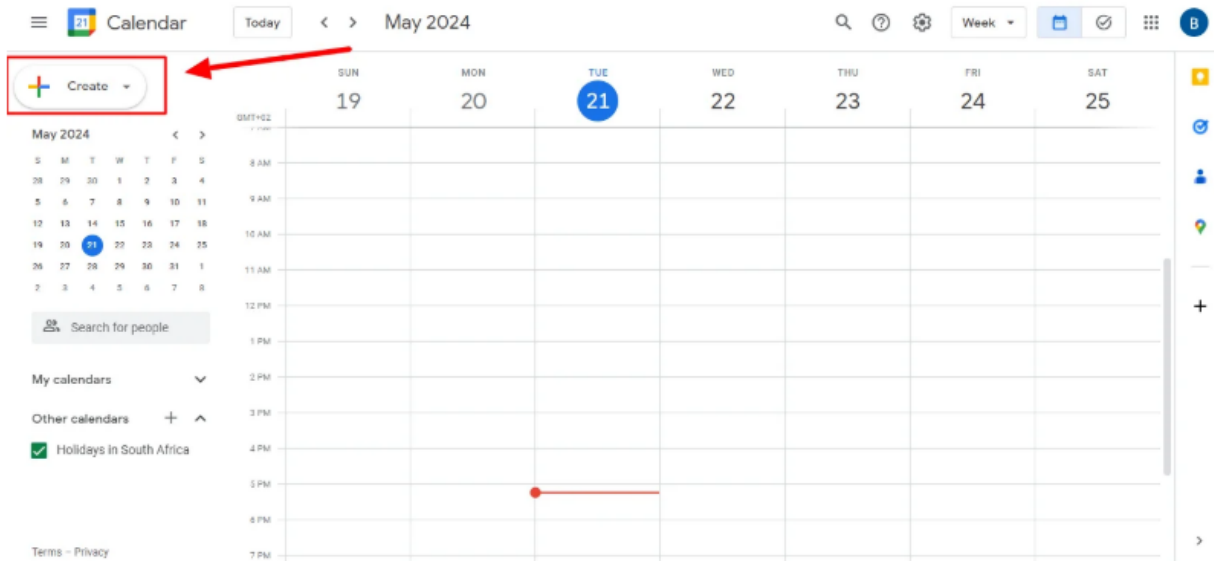 21 Calendar Today May 2024 Week B
Create
SUN MON TUE WED THU FRI SAT
19 20 21 22 23 24 25
GMT+02
7 AM
May 2024
S M T W T F S
28 29 30 1 2 3 4
5 6 7 8 9 10 11
12 13 14 15 16 17 18
19 20 21 22 23 24 25
26 27 28 29 30 31 1
2 3 4 5 6 7 8
Search for people
My calendars
Other calendars
Holidays in South Africa
Terms – Privacy
8 AM
9 AM
10 AM
11 AM
12 PM
1 PM
2 PM
3 PM
4 PM
5 PM
6 PM
7 PM